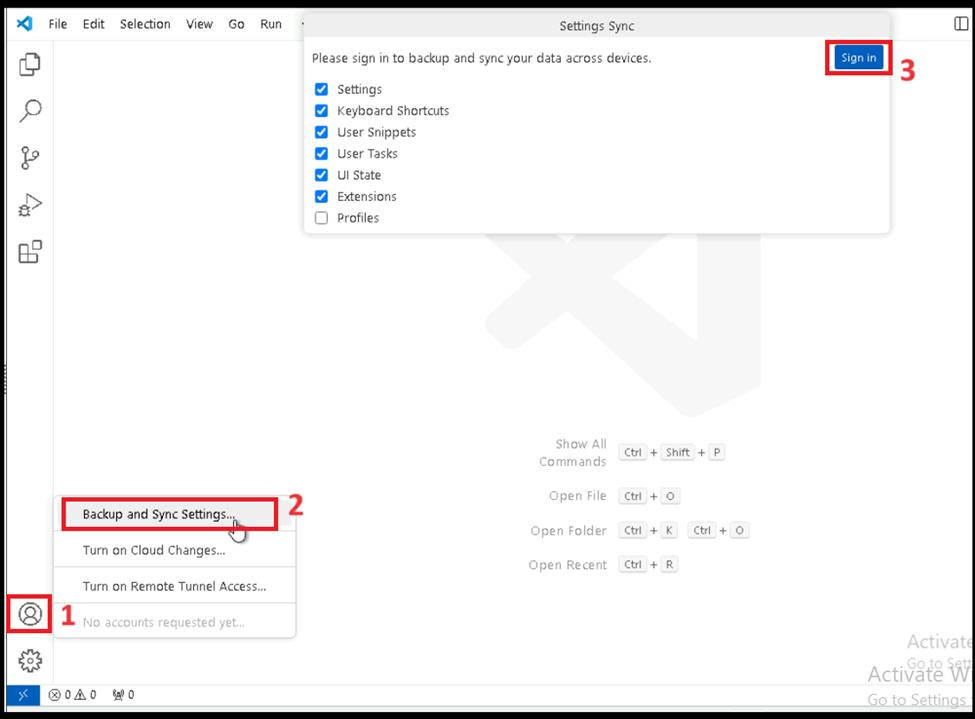 File Edit Selection View Go Run
Settings Sync
Please sign in to backup and sync your data across devices.
Sign in
3
Settings
Keyboard Shortcuts
User Snippets
User Tasks
UI State
Extensions
Profiles
Show All
Commands
Ctrl + Shift + P
Open File Ctrl + O
Open Folder Ctrl + K Ctrl + O
Open Recent Ctrl + R
Backup and Sync Settings...
2
Turn on Cloud Changes...
Turn on Remote Tunnel Access...
1
No accounts requested yet...
Activate
Go to Sett
Activate W
Go to Settings
0 0 0